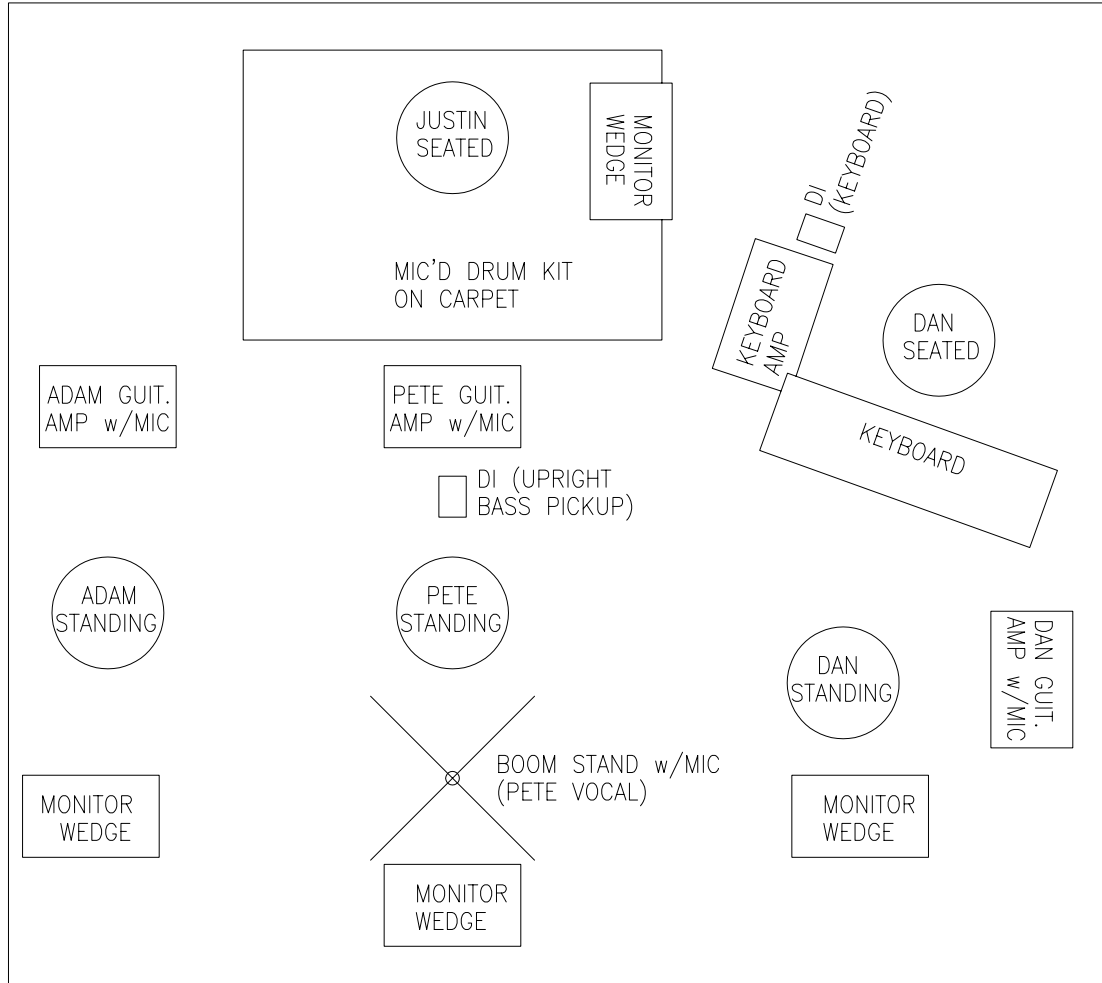 JUSTIN
SEATED
MONITOR
WEDGE
MIC'D DRUM KIT
ON CARPET
DI
(KEYBOARD)
KEYBOARD
AMP
DAN
SEATED
KEYBOARD
ADAM GUIT.
AMP w/MIC
PETE GUIT.
AMP w/MIC
DI (UPRIGHT
BASS PICKUP)
ADAM
STANDING
PETE
STANDING
DAN
STANDING
DAN GUIT.
AMP w/MIC
BOOM STAND w/MIC
(PETE VOCAL)
MONITOR
WEDGE
MONITOR
WEDGE
MONITOR
WEDGE